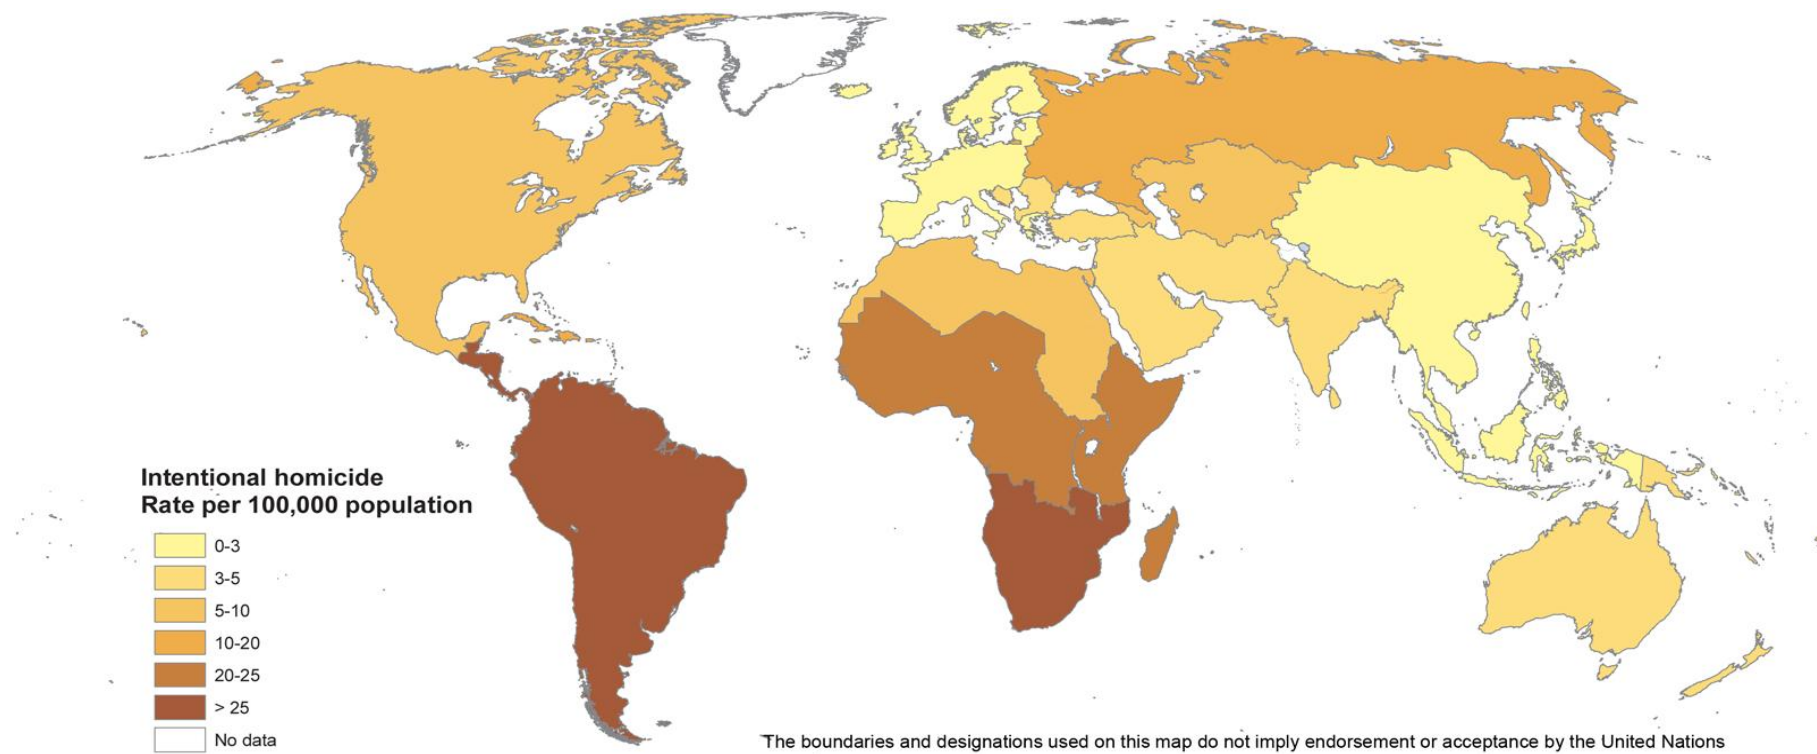 Intentional homicide
Rate per 100,000 population
0-3
3-5
5-10
10-20
20-25
> 25
No data
The boundaries and designations used on this map do not imply endorsement or acceptance by the United Nations